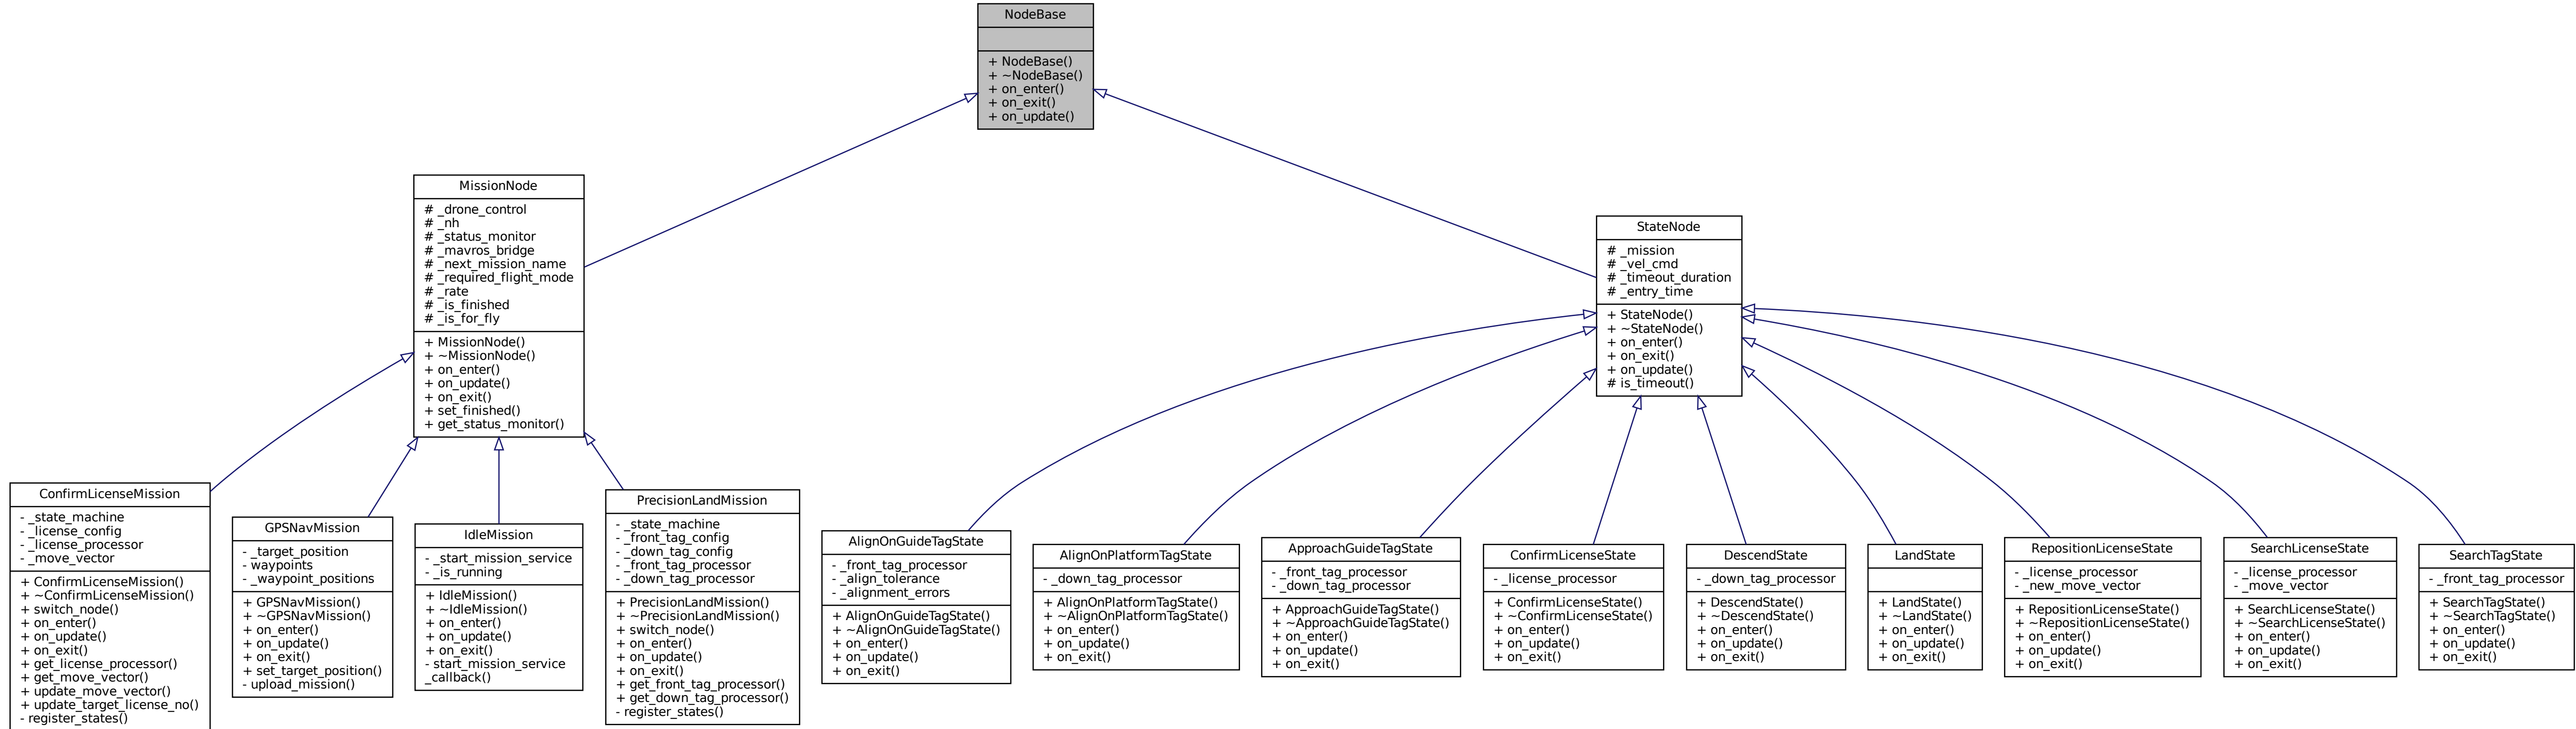 NodeBase
+ NodeBase()
+ ~NodeBase()
+ on_enter()
+ on_exit()
+ on_update()
MissionNode
# _drone_control
# _nh
# _status_monitor
# _mavros_bridge
# _next_mission_name
# _required_flight_mode
# _rate
# _is_finished
# _is_for_fly
+ MissionNode()
+ ~MissionNode()
+ on_enter()
+ on_update()
+ on_exit()
+ set_finished()
+ get_status_monitor()
StateNode
# _mission
# _vel_cmd
# _timeout_duration
# _entry_time
+ StateNode()
+ ~StateNode()
+ on_enter()
+ on_exit()
+ on_update()
# is_timeout()
ConfirmLicenseMission
- _state_machine
- _license_config
- _license_processor
- _move_vector
+ ConfirmLicenseMission()
+ ~ConfirmLicenseMission()
+ switch_node()
+ on_enter()
+ on_update()
+ on_exit()
+ get_license_processor()
+ get_move_vector()
+ update_move_vector()
+ update_target_license_no()
- register_states()
GPSNavMission
- _target_position
- waypoints
- _waypoint_positions
+ GPSNavMission()
+ ~GPSNavMission()
+ on_enter()
+ on_update()
+ on_exit()
+ set_target_position()
- upload_mission()
IdleMission
- _start_mission_service
- _is_running
+ IdleMission()
+ ~IdleMission()
+ on_enter()
+ on_update()
+ on_exit()
- start_mission_service
_callback()
PrecisionLandMission
- _state_machine
- _front_tag_config
- _down_tag_config
- _front_tag_processor
- _down_tag_processor
+ PrecisionLandMission()
+ ~PrecisionLandMission()
+ switch_node()
+ on_enter()
+ on_update()
+ on_exit()
+ get_front_tag_processor()
+ get_down_tag_processor()
- register_states()
AlignOnGuideTagState
- _front_tag_processor
- _align_tolerance
- _alignment_errors
+ AlignOnGuideTagState()
+ ~AlignOnGuideTagState()
+ on_enter()
+ on_update()
+ on_exit()
AlignOnPlatformTagState
- _down_tag_processor
+ AlignOnPlatformTagState()
+ ~AlignOnPlatformTagState()
+ on_enter()
+ on_update()
+ on_exit()
ApproachGuideTagState
- _front_tag_processor
- _down_tag_processor
+ ApproachGuideTagState()
+ ~ApproachGuideTagState()
+ on_enter()
+ on_update()
+ on_exit()
ConfirmLicenseState
- _license_processor
+ ConfirmLicenseState()
+ ~ConfirmLicenseState()
+ on_enter()
+ on_update()
+ on_exit()
DescendState
- _down_tag_processor
+ DescendState()
+ ~DescendState()
+ on_enter()
+ on_update()
+ on_exit()
LandState
+ LandState()
+ ~LandState()
+ on_enter()
+ on_update()
+ on_exit()
RepositionLicenseState
- _license_processor
- _new_move_vector
+ RepositionLicenseState()
+ ~RepositionLicenseState()
+ on_enter()
+ on_update()
+ on_exit()
SearchLicenseState
- _license_processor
- _move_vector
+ SearchLicenseState()
+ ~SearchLicenseState()
+ on_enter()
+ on_update()
+ on_exit()
SearchTagState
- _front_tag_processor
+ SearchTagState()
+ ~SearchTagState()
+ on_enter()
+ on_update()
+ on_exit()